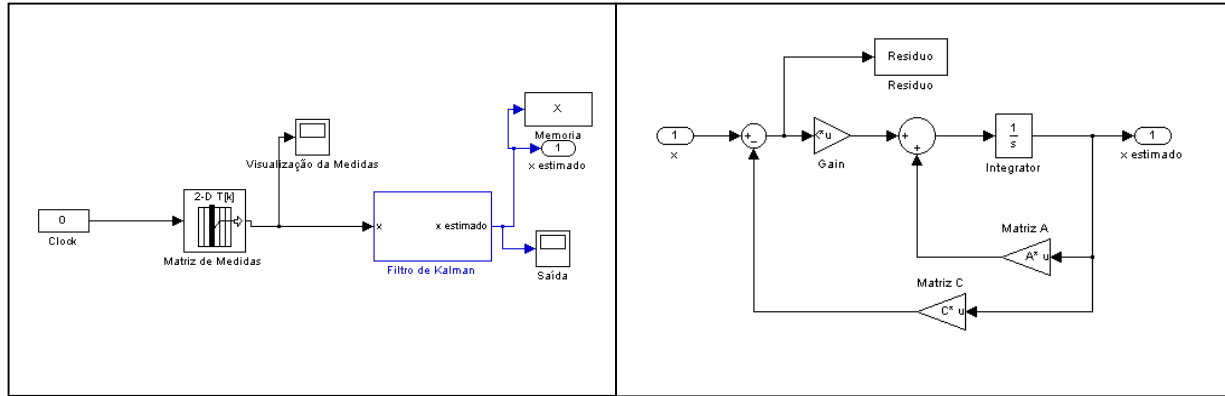 X
Memoria
1
x estimado
Visualização da Medidas
2-D T[k]
0
Clock
Matriz de Medidas
x
x estimado
Filtro de Kalman
Saída
Residuo
Residuo
1
x
+
−
*u
Gain
+
+
1
s
Integrator
1
x estimado
Matriz A
A* u
Matriz C
C* u